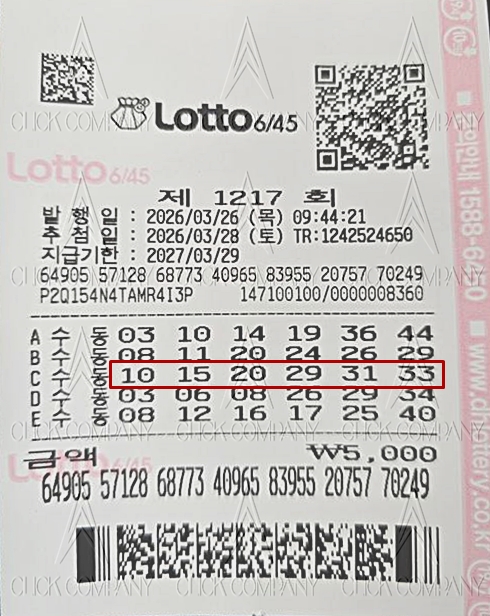 Lotto 6/45
Lotto 6/45
제 1217 회
발 행 일 : 2026/03/26 (목) 09:44:21
추 첨 일 : 2026/03/28 (토) TR:1242524650
지급기한 : 2027/03/29
64905 57128 68773 40965 83955 20757 70249
P2Q154N4TAMR4I3P 147100100/0000008360
A 수 동 03 10 14 19 36 44
B 수 동 08 11 20 24 26 29
C 수 동 10 15 20 29 31 33
D 수 동 03 06 08 26 29 34
E 수 동 08 12 16 17 25 40
금액 ₩5,000
64905 57128 68773 40965 83955 20757 70249
CLICK COMPANY